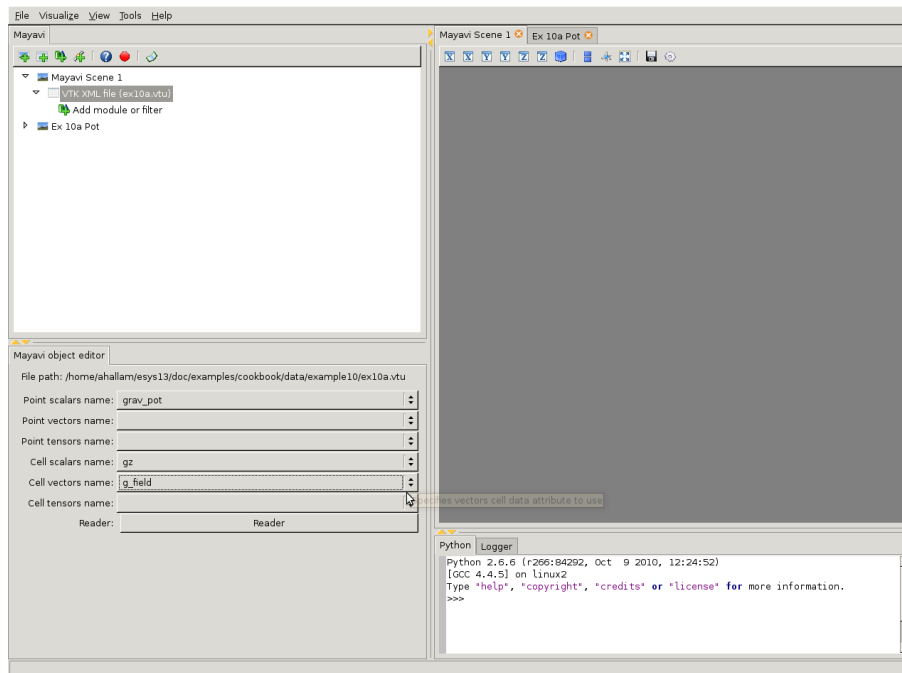 File Visualize View Tools Help
Mayavi
Mayavi Scene 1
VTK XML file (ex10a.vtu)
Add module or filter
Ex 10a Pot
Mayavi object editor
File path: /home/ahallam/esys13/doc/examples/cookbook/data/example10/ex10a.vtu
Point scalars name: grav_pot
Point vectors name:
Point tensors name:
Cell scalars name: gz
Cell vectors name: g_field
Cell tensors name:
Reader: Reader
vectors cell data attribute to use
Mayavi Scene 1 Ex 10a Pot
X X Y Y Z Z
Python Logger
Python 2.6.6 (r266:84292, Oct  9 2010, 12:24:52)
[GCC 4.4.5] on linux2
Type "help", "copyright", "credits" or "license" for more information.
>>>